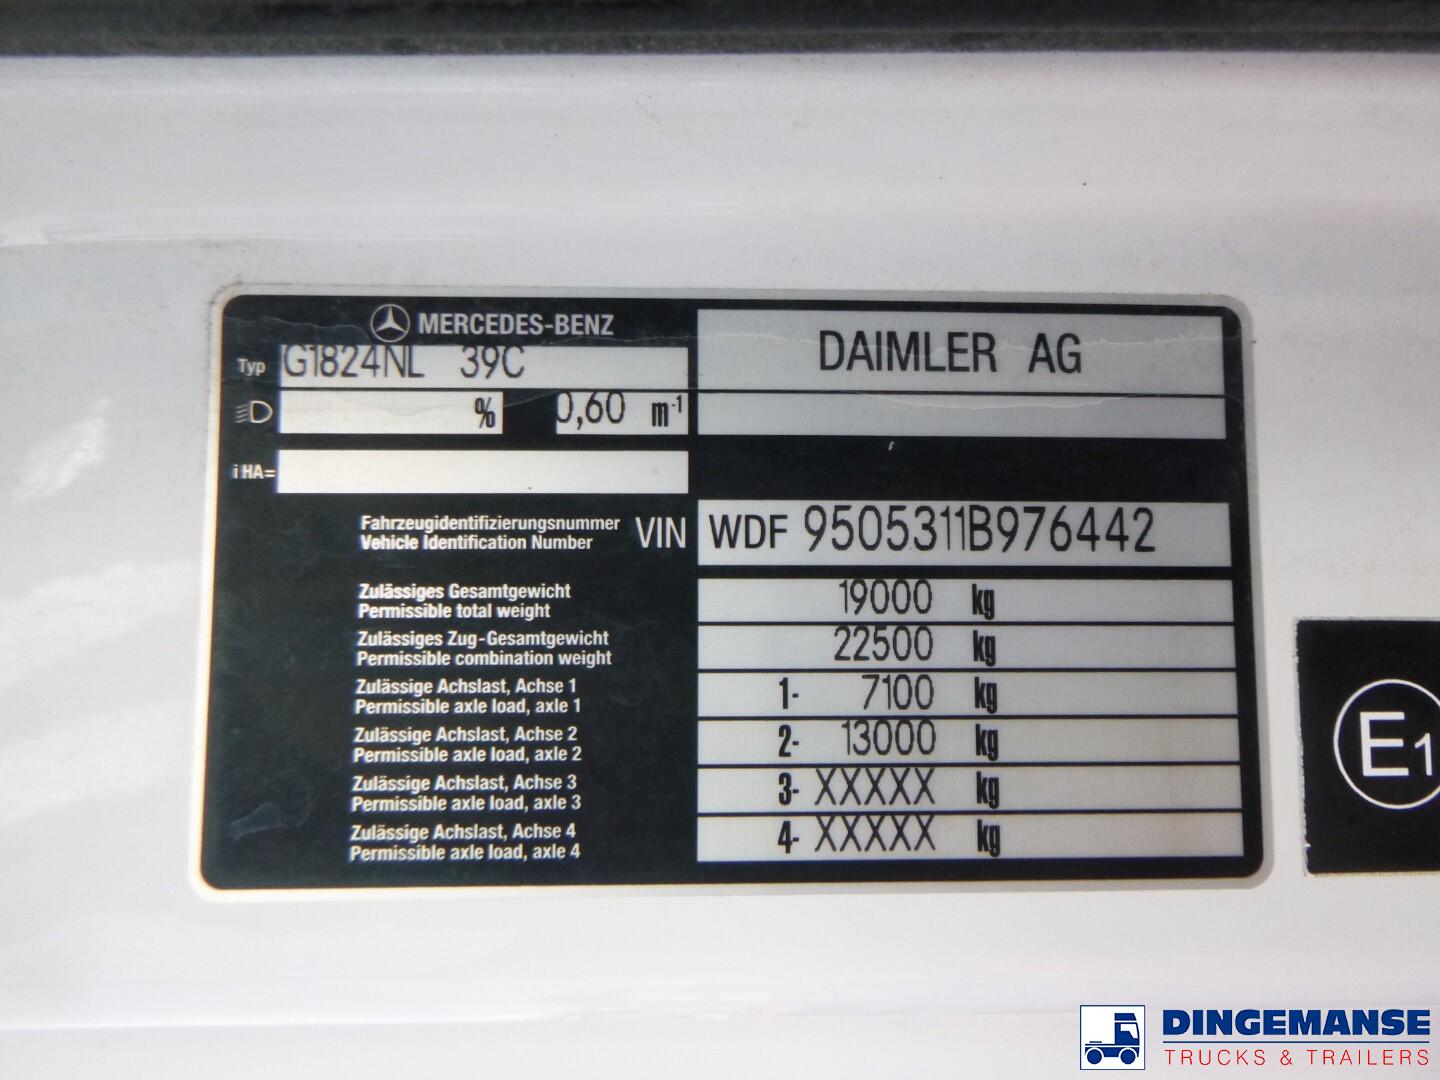 MERCEDES-BENZ
DAIMLER AG
Typ G1824NL 39C
% 0,60 m-1
i HA=
Fahrzeugidentifizierungsnummer
Vehicle Identification Number
VIN WDF 9505311B976442
Zulässiges Gesamtgewicht
Permissible total weight
19000 kg
Zulässiges Zug-Gesamtgewicht
Permissible combination weight
22500 kg
Zulässige Achslast, Achse 1
Permissible axle load, axle 1
1- 7100 kg
Zulässige Achslast, Achse 2
Permissible axle load, axle 2
2- 13000 kg
Zulässige Achslast, Achse 3
Permissible axle load, axle 3
3- XXXXX kg
Zulässige Achslast, Achse 4
Permissible axle load, axle 4
4- XXXXX kg
E1
DINGEMANSE
TRUCKS & TRAILERS